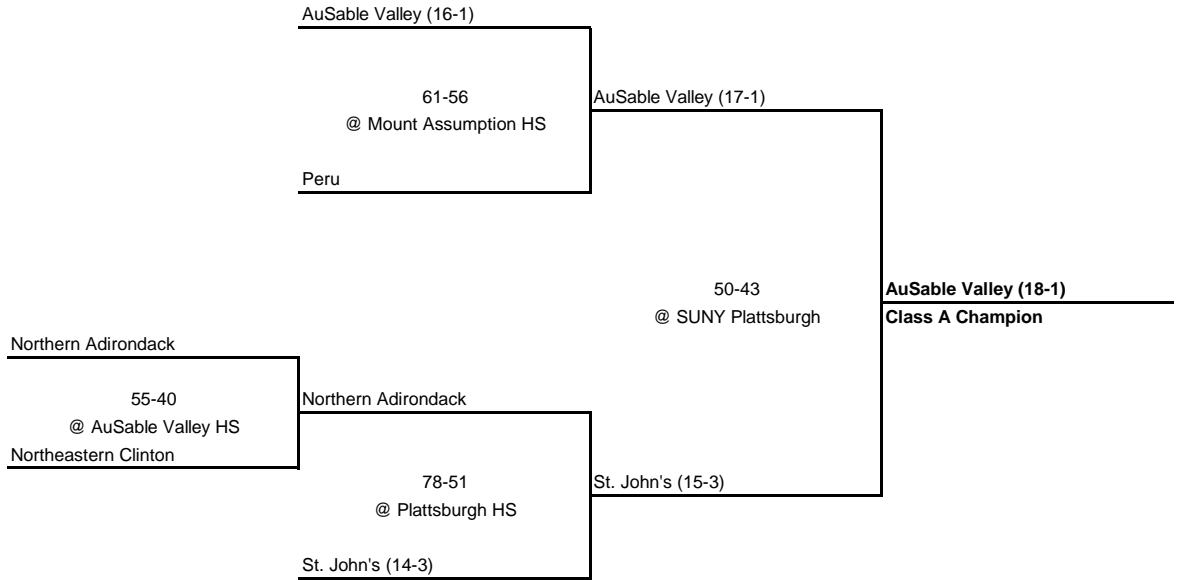 AuSable Valley (16-1)
61-56
@ Mount Assumption HS
AuSable Valley (17-1)
Peru
50-43
@ SUNY Plattsburgh
AuSable Valley (18-1)
Class A Champion
Northern Adirondack
55-40
@ AuSable Valley HS
Northern Adirondack
Northeastern Clinton
78-51
@ Plattsburgh HS
St. John's (15-3)
St. John's (14-3)